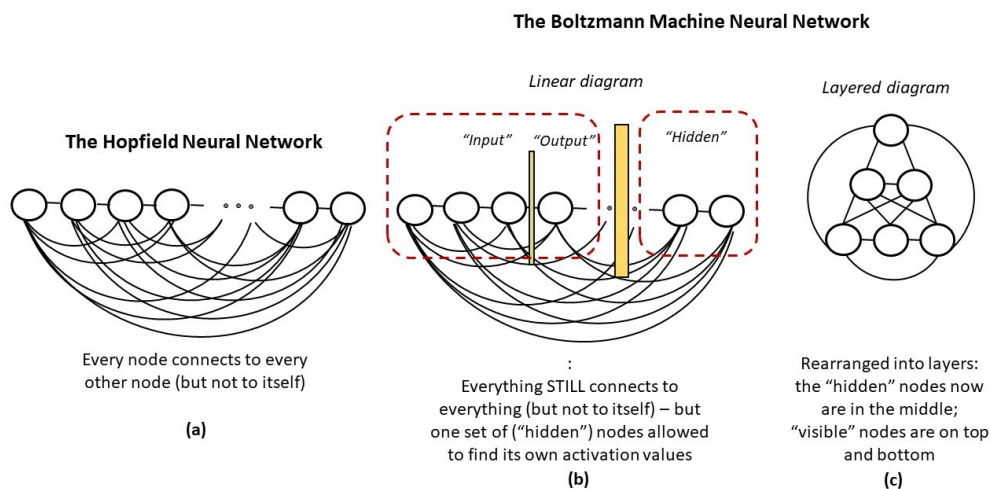 The Boltzmann Machine Neural Network
Linear diagram
Layered diagram
The Hopfield Neural Network
“Input”
“Output”
“Hidden”
Every node connects to every
other node (but not to itself)
(a)
:
Everything STILL connects to
everything (but not to itself) – but
one set of (“hidden”) nodes allowed
to find its own activation values
(b)
Rearranged into layers:
the “hidden” nodes now
are in the middle;
“visible” nodes are on top
and bottom
(c)